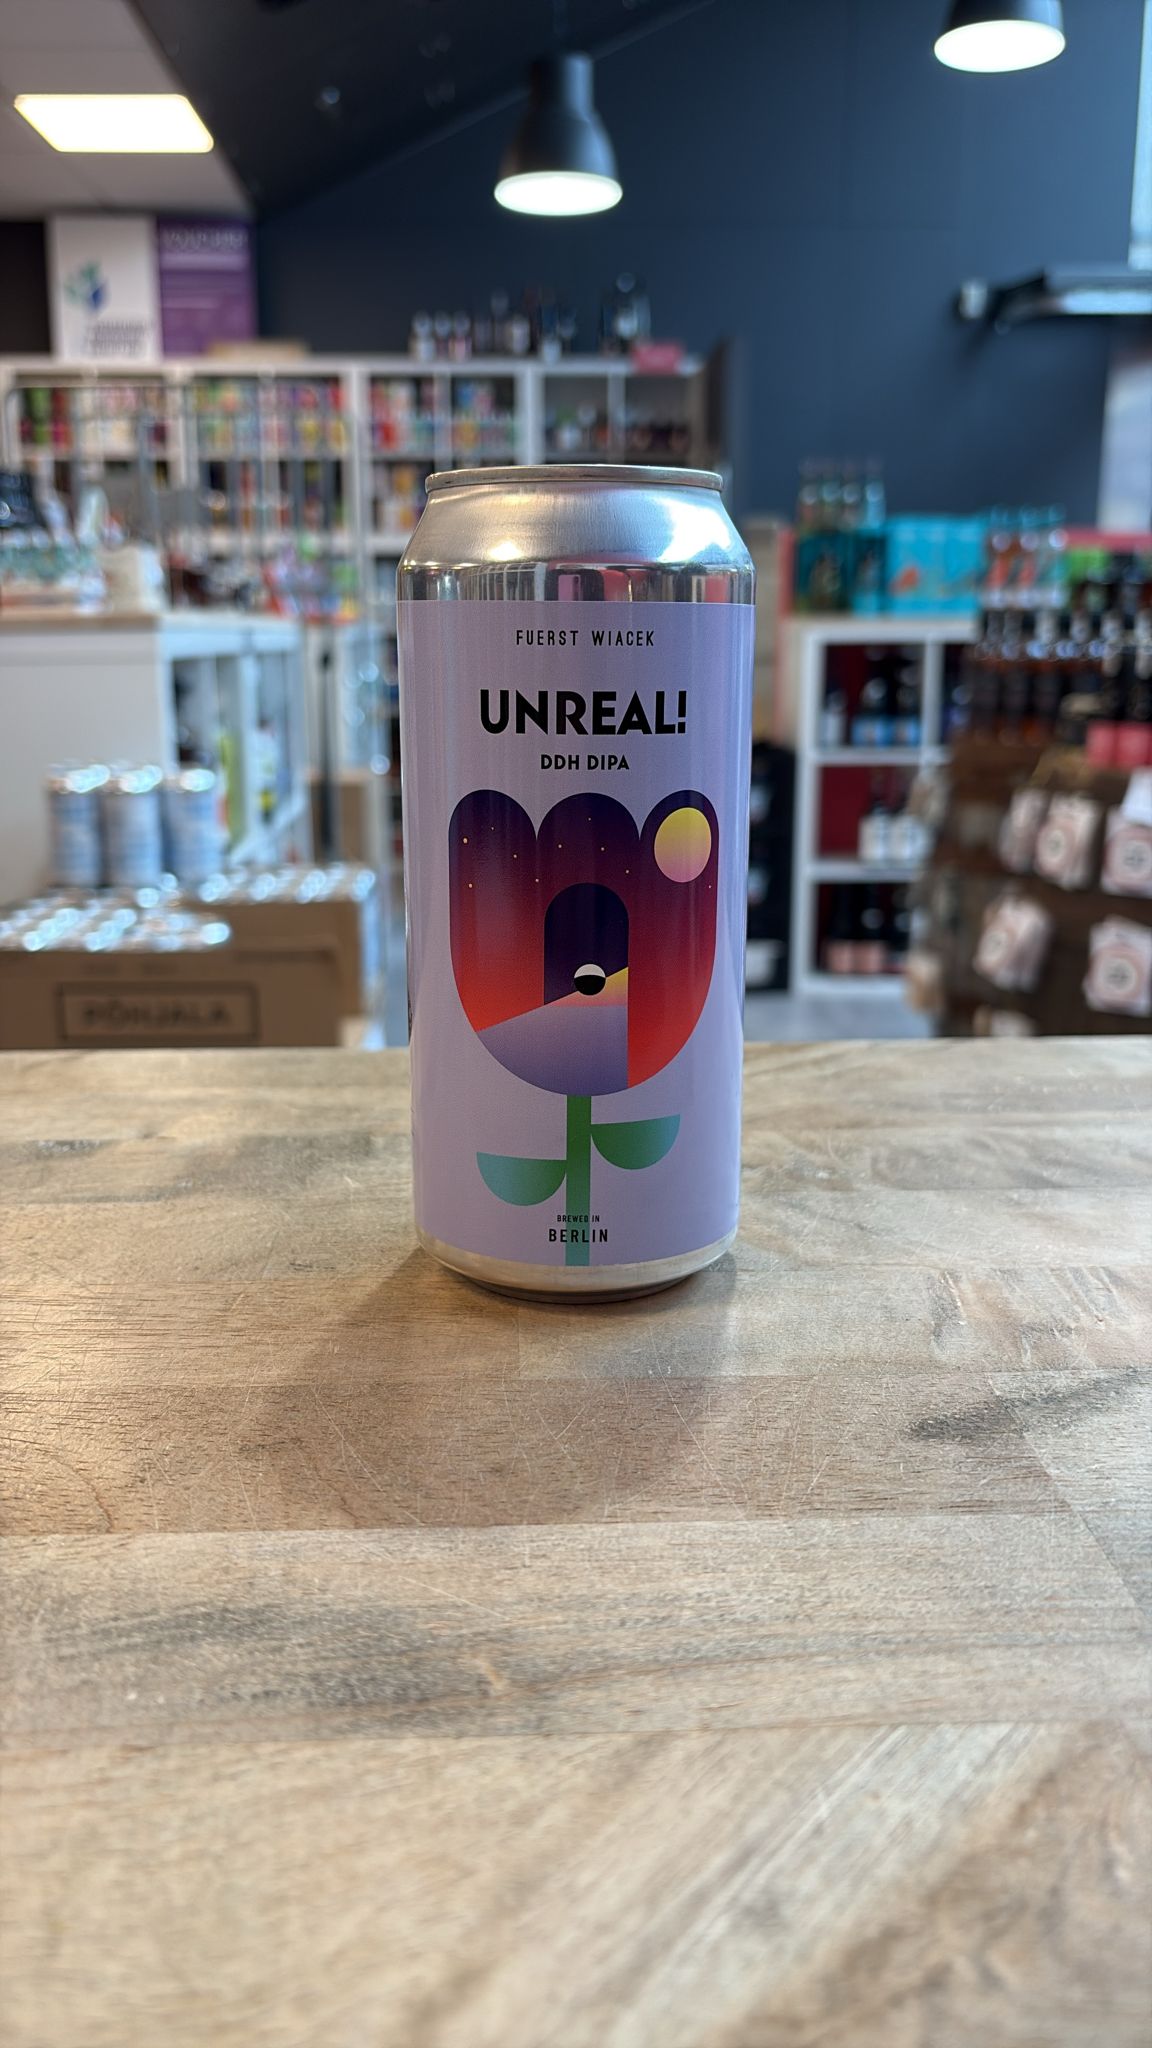 FUERST WIACEK
UNREAL!
DDH DIPA
BREWED IN
BERLIN
PÕHJALA